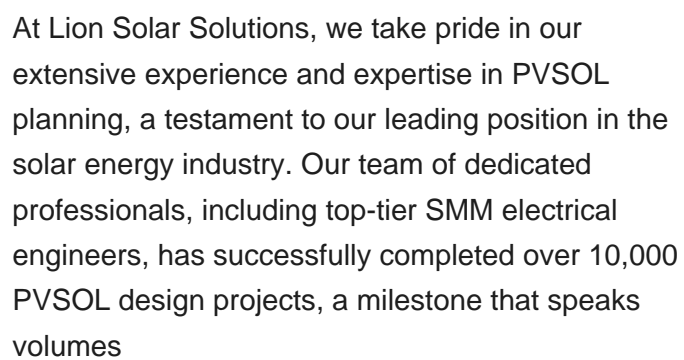 At Lion Solar Solutions, we take pride in our
extensive experience and expertise in PVSOL
planning, a testament to our leading position in the
solar energy industry. Our team of dedicated
professionals, including top-tier SMM electrical
engineers, has successfully completed over 10,000
PVSOL design projects, a milestone that speaks
volumes